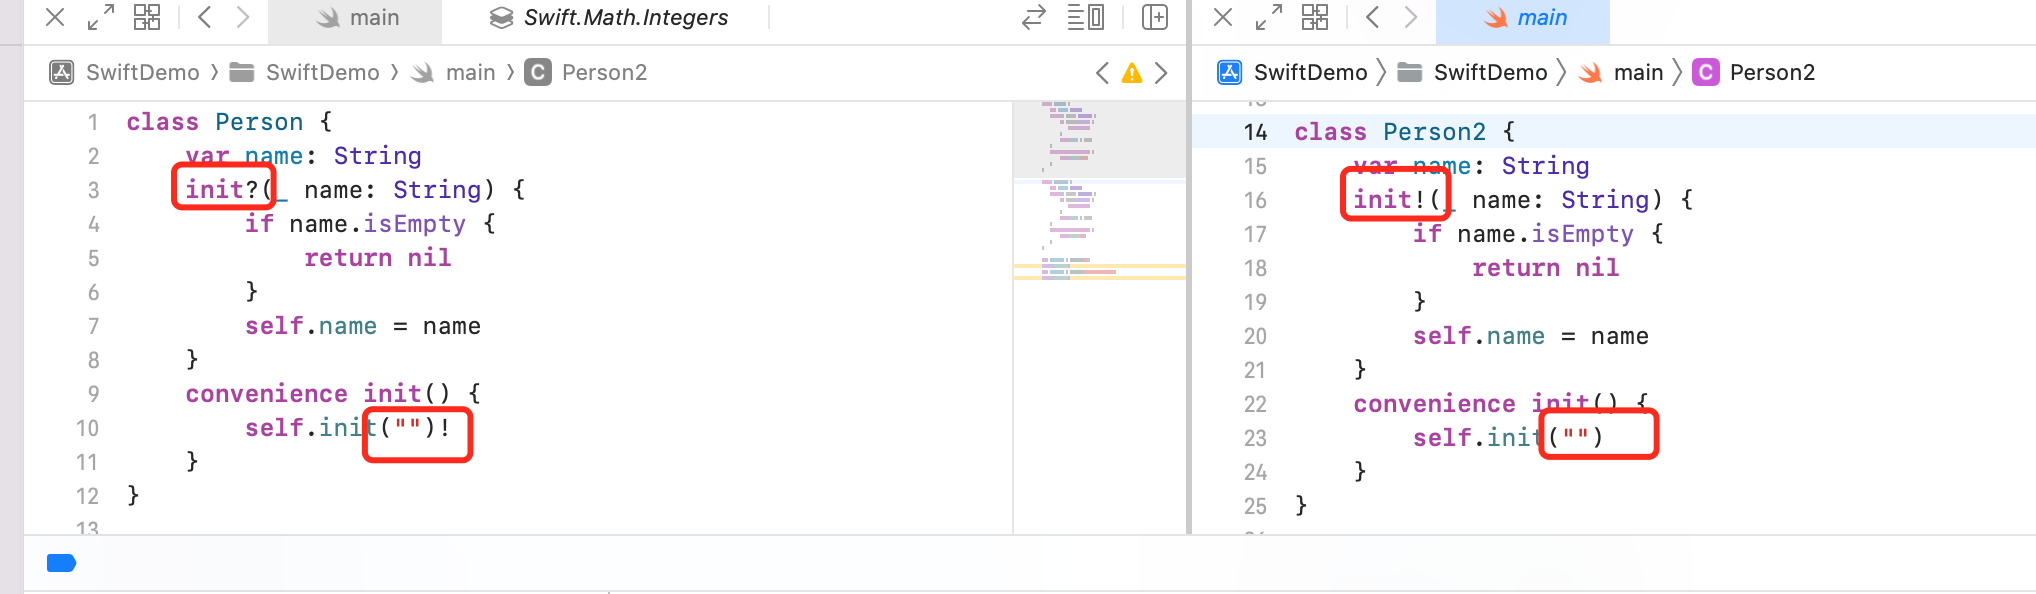 main
Swift.Math.Integers
SwiftDemo 〉 SwiftDemo 〉 main 〉 C Person2
1 class Person {
2 var name: String
3 init?(_ name: String) {
4 if name.isEmpty {
5 return nil
6 }
7 self.name = name
8 }
9 convenience init() {
10 self.init("")!
11 }
12 }
13
main
SwiftDemo 〉 SwiftDemo 〉 main 〉 C Person2
14 class Person2 {
15 var name: String
16 init!(_ name: String) {
17 if name.isEmpty {
18 return nil
19 }
20 self.name = name
21 }
22 convenience init() {
23 self.init("")
24 }
25 }